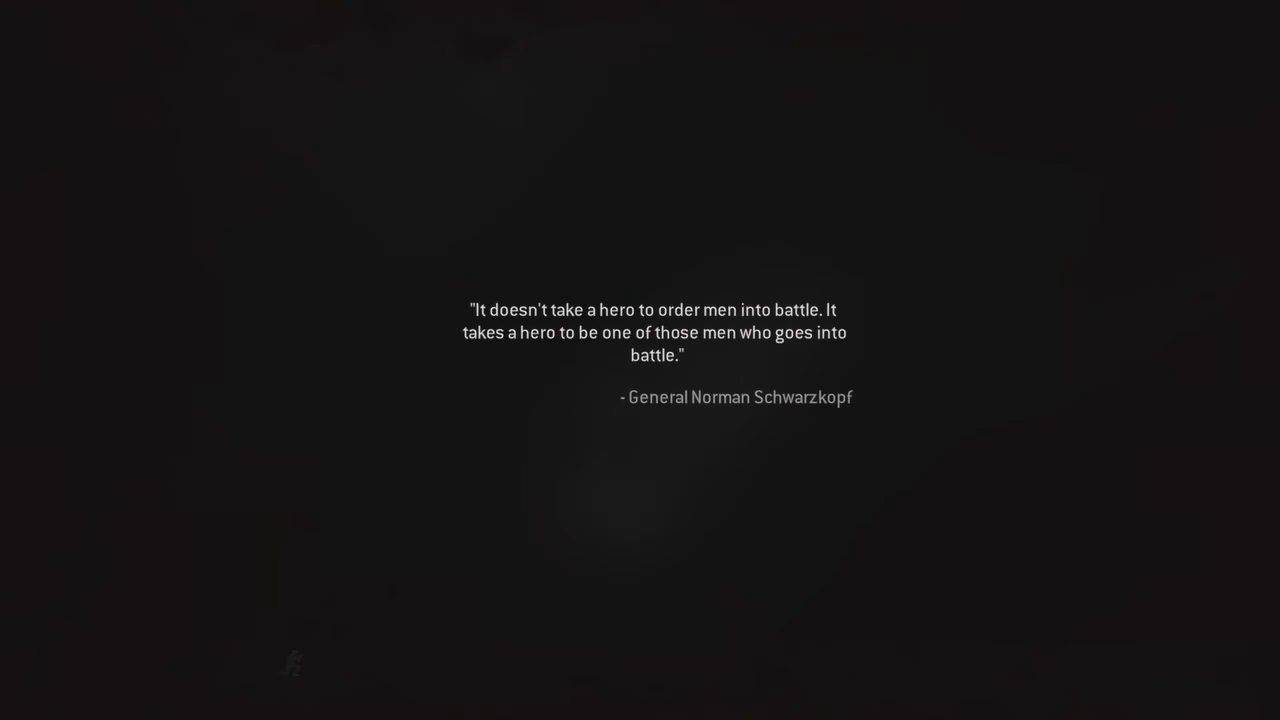 "It doesn't take a hero to order men into battle. It
takes a hero to be one of those men who goes into
battle."
- General Norman Schwarzkopf